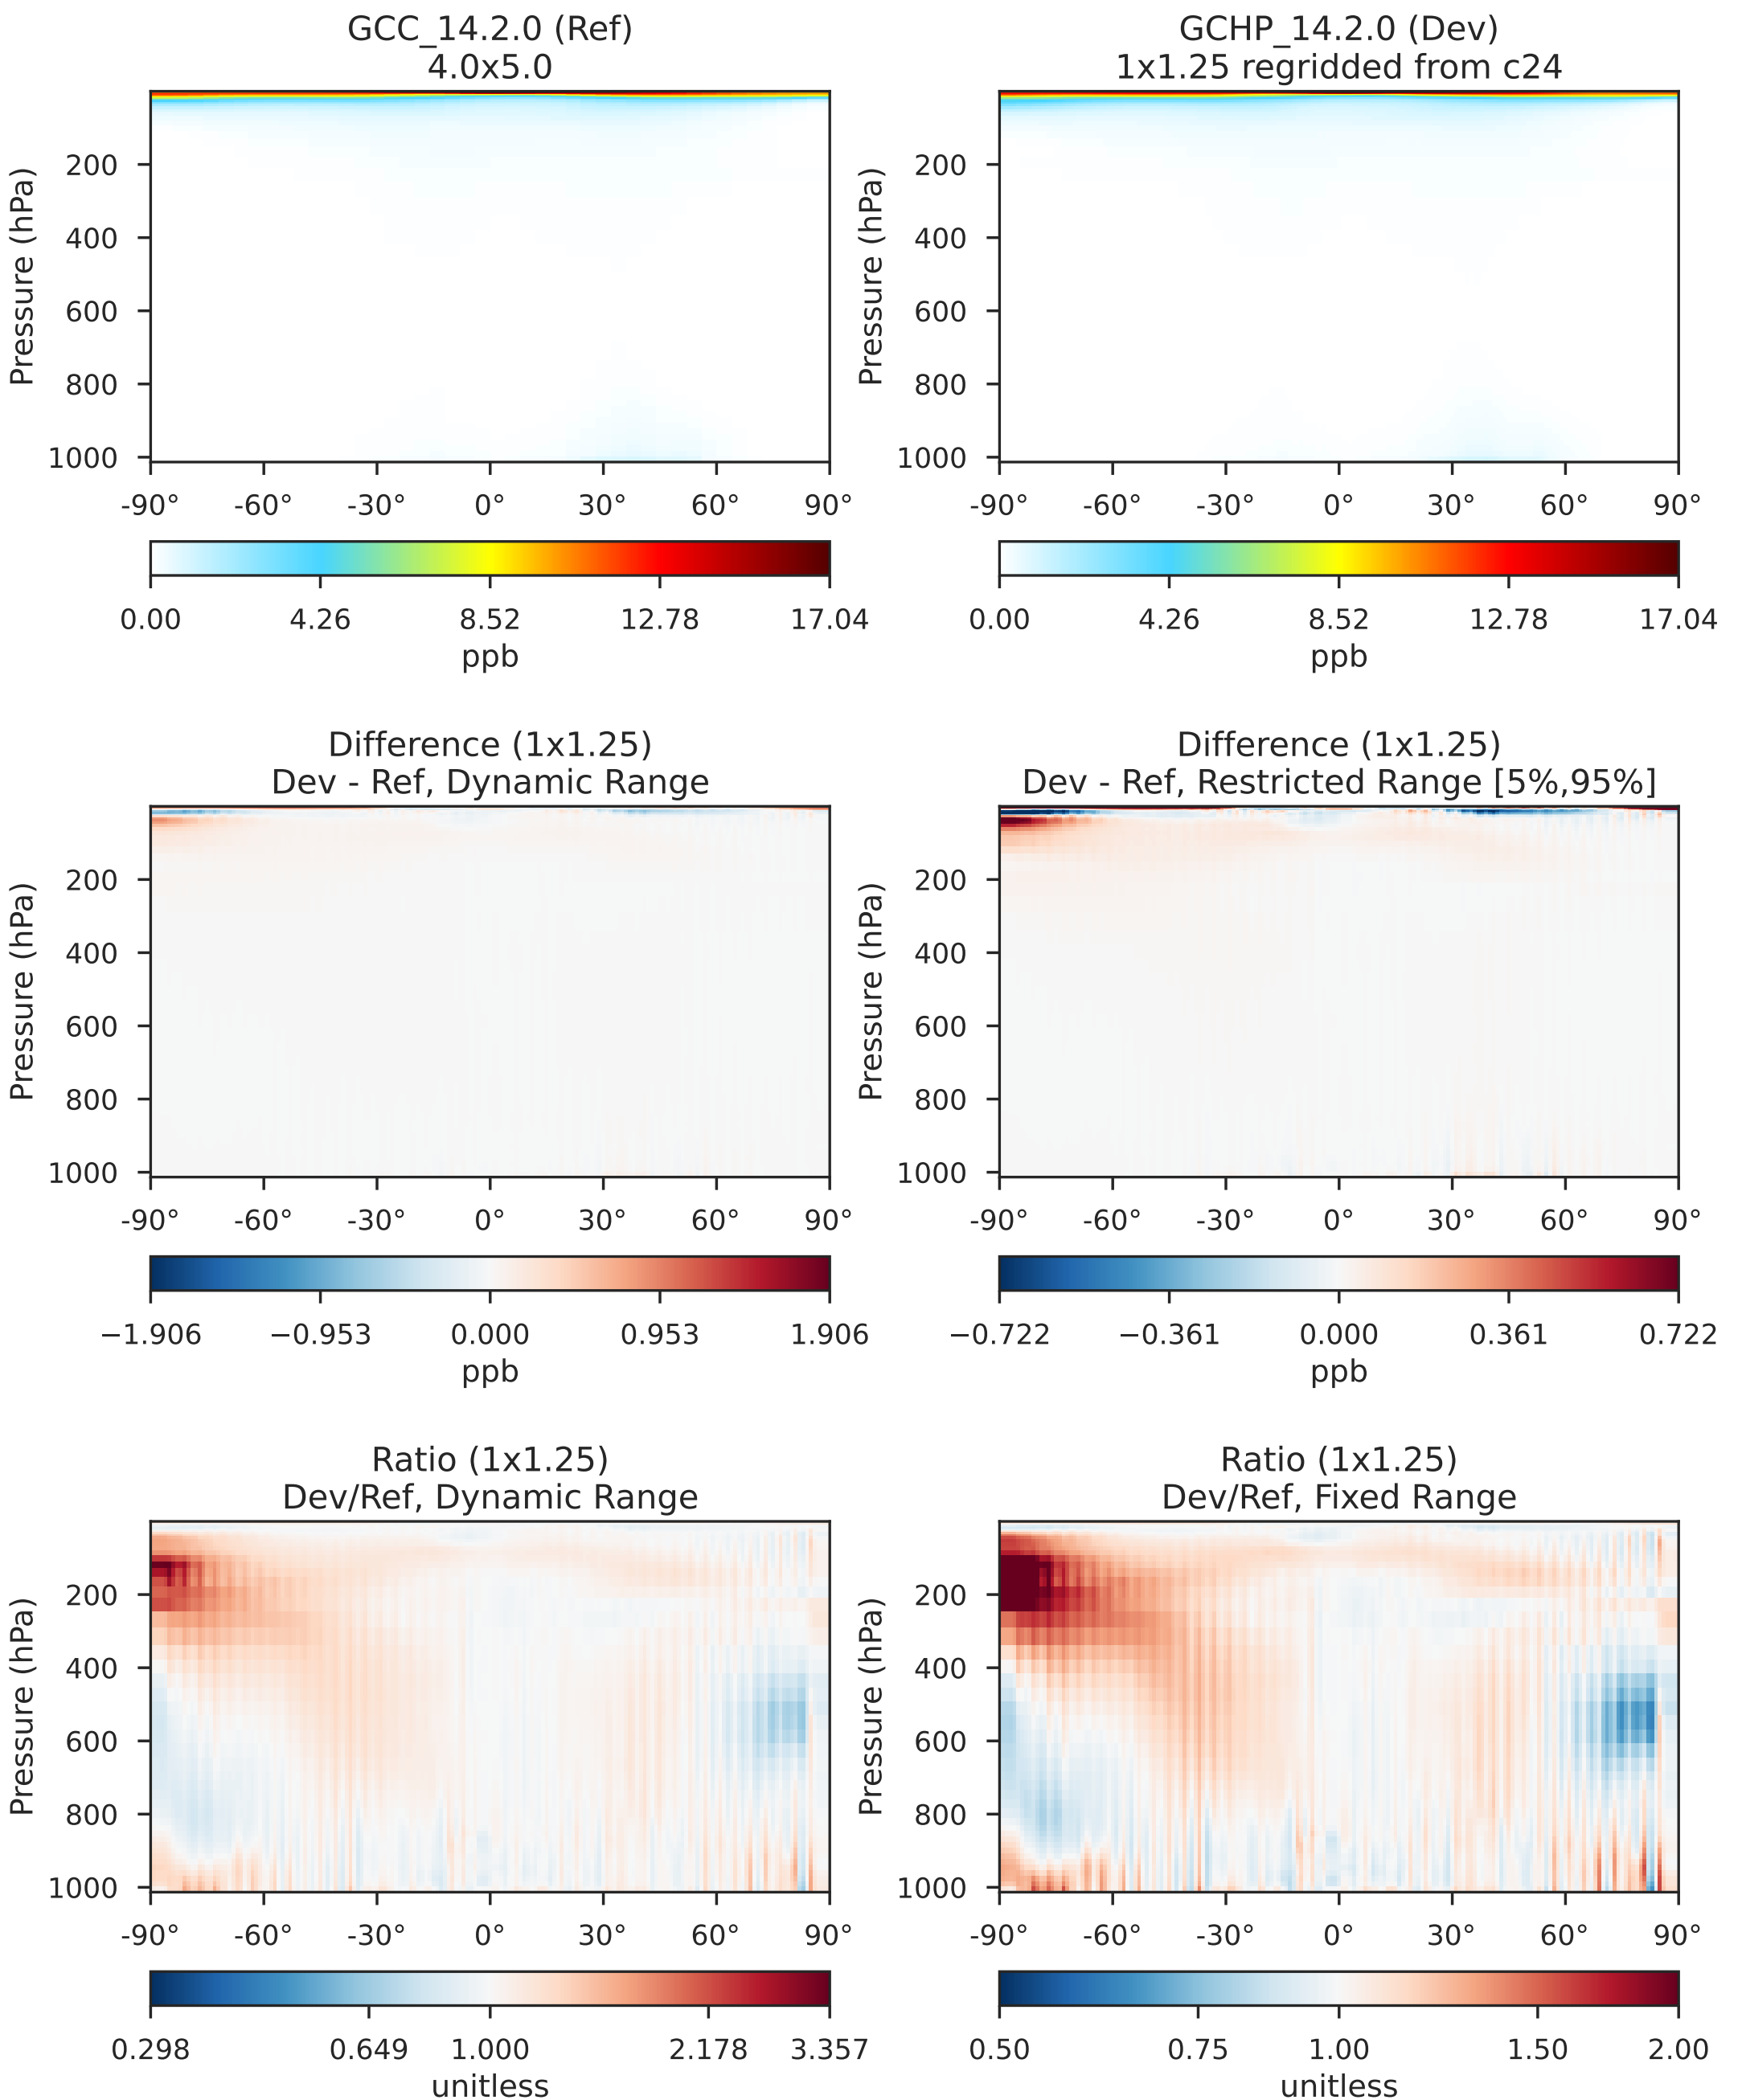 GCC_14.2.0 (Ref)
4.0x5.0
Pressure (hPa)
200
400
600
800
1000
-90° -60° -30° 0° 30° 60° 90°
0.00 4.26 8.52 12.78 17.04
ppb
GCHP_14.2.0 (Dev)
1x1.25 regridded from c24
Pressure (hPa)
200
400
600
800
1000
-90° -60° -30° 0° 30° 60° 90°
0.00 4.26 8.52 12.78 17.04
ppb
Difference (1x1.25)
Dev - Ref, Dynamic Range
Pressure (hPa)
200
400
600
800
1000
-90° -60° -30° 0° 30° 60° 90°
−1.906 −0.953 0.000 0.953 1.906
ppb
Difference (1x1.25)
Dev - Ref, Restricted Range [5%,95%]
Pressure (hPa)
200
400
600
800
1000
-90° -60° -30° 0° 30° 60° 90°
−0.722 −0.361 0.000 0.361 0.722
ppb
Ratio (1x1.25)
Dev/Ref, Dynamic Range
Pressure (hPa)
200
400
600
800
1000
-90° -60° -30° 0° 30° 60° 90°
0.298 0.649 1.000 2.178 3.357
unitless
Ratio (1x1.25)
Dev/Ref, Fixed Range
Pressure (hPa)
200
400
600
800
1000
-90° -60° -30° 0° 30° 60° 90°
0.50 0.75 1.00 1.50 2.00
unitless